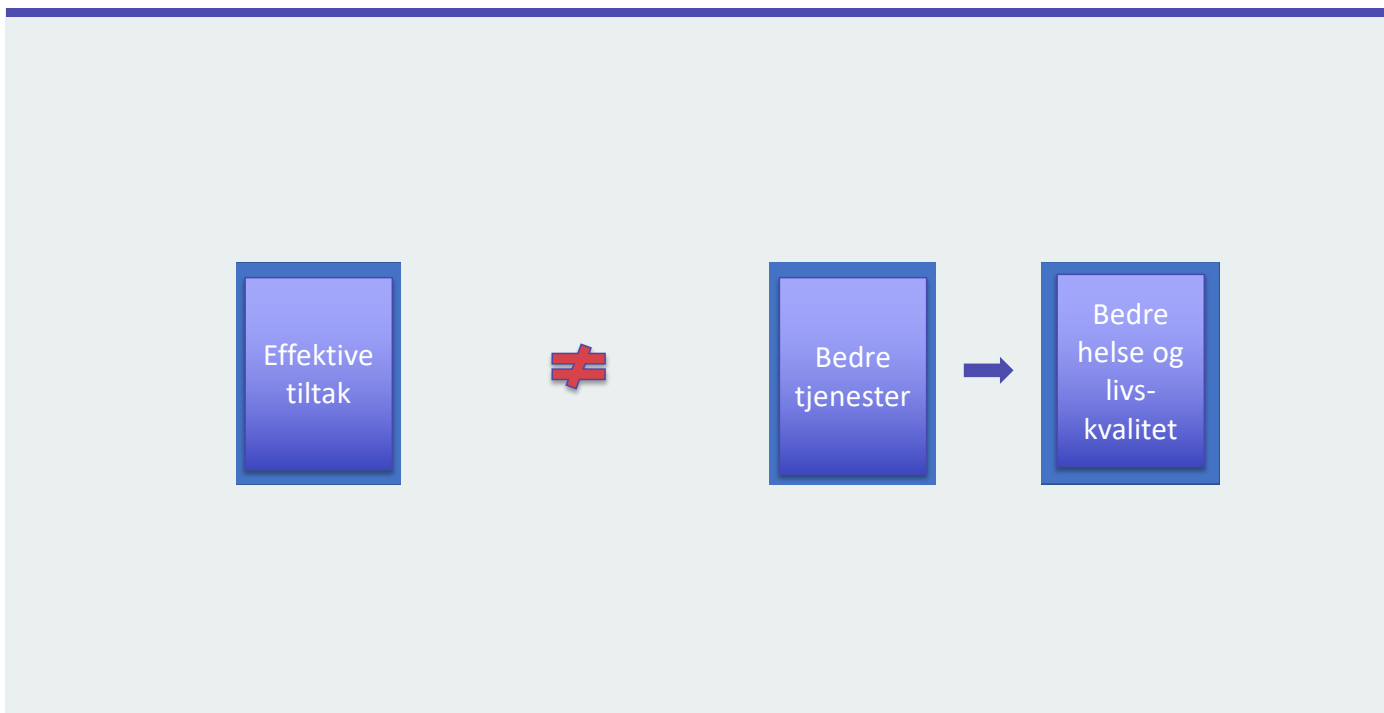 Effektive
tiltak
≠
Bedre
tjenester
Bedre
helse og
livs-
kvalitet